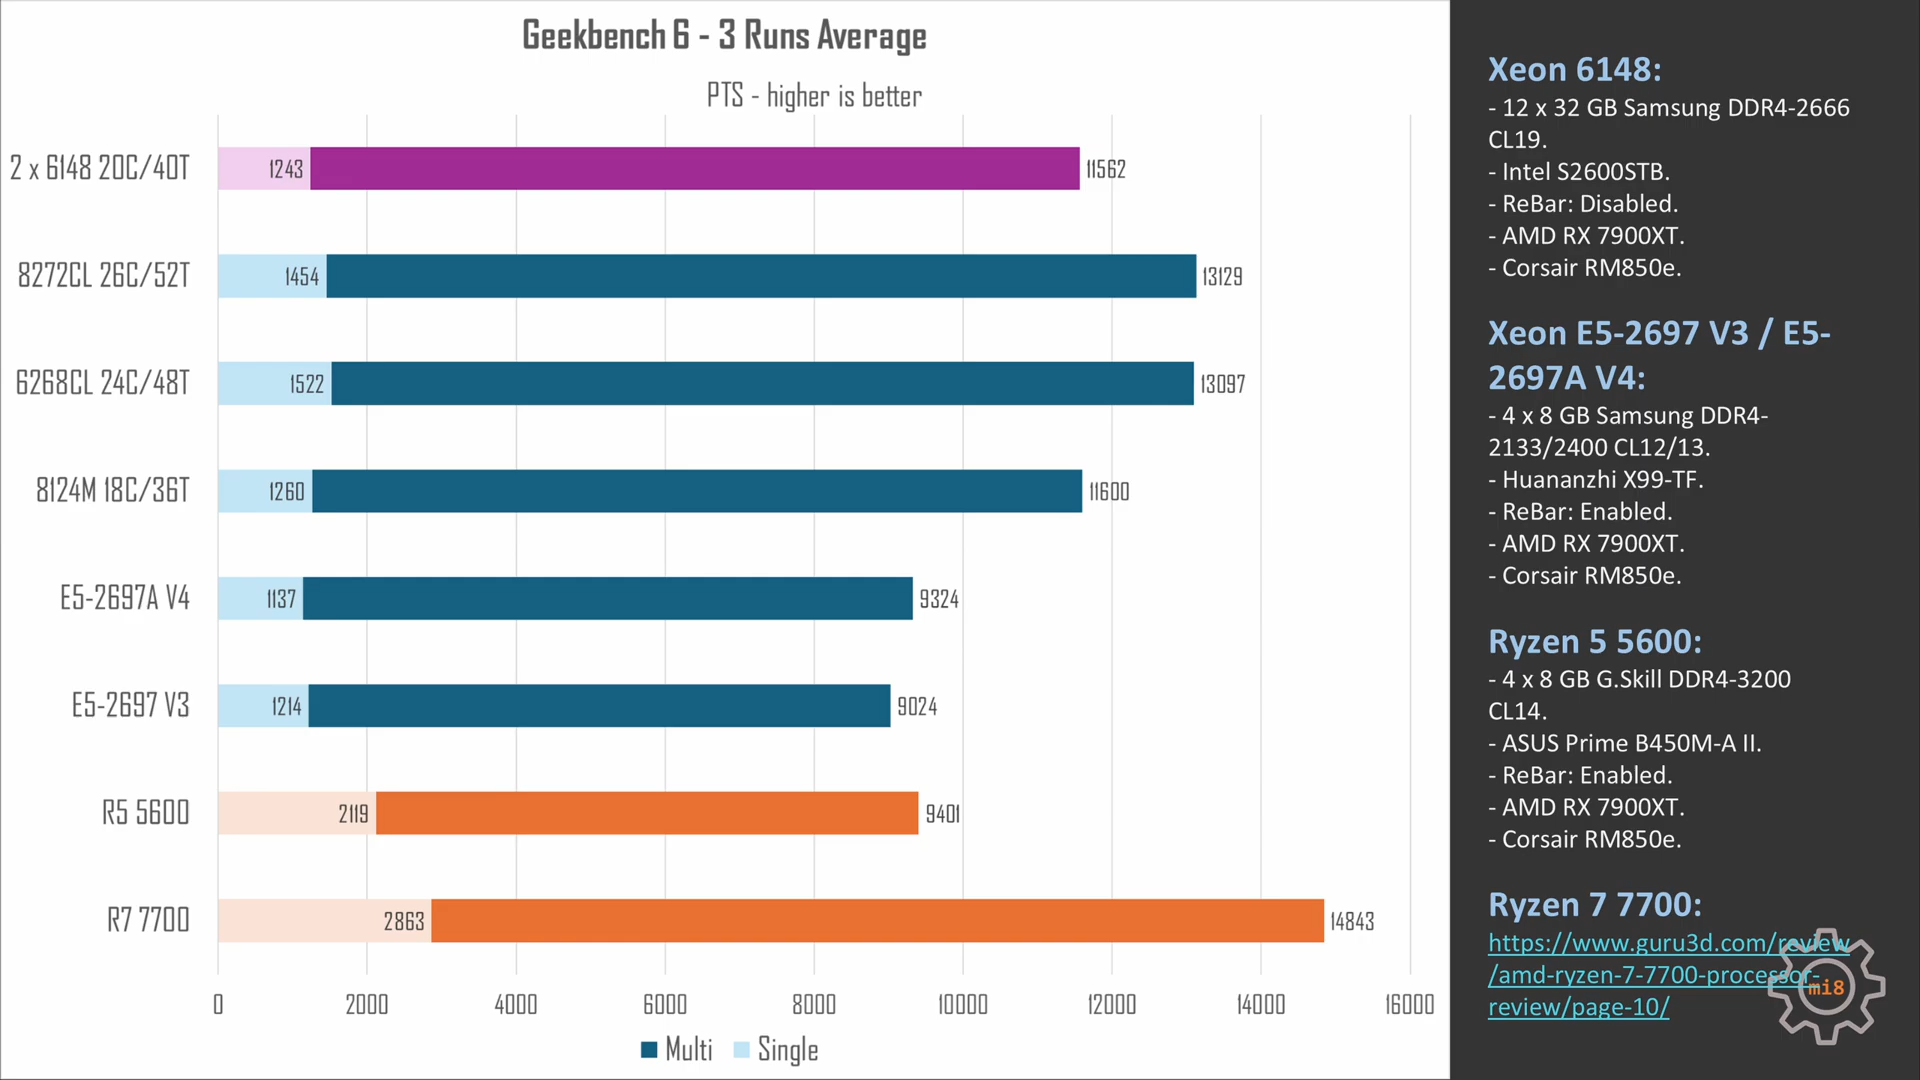 Geekbench 6 - 3 Runs Average
PTS - higher is better
2 x 6148 20C/40T
1243
11562
8272CL 26C/52T
1454
13129
6268CL 24C/48T
1522
13097
8124M 18C/36T
1260
11600
E5-2697A V4
1137
9324
E5-2697 V3
1214
9024
R5 5600
2119
9401
R7 7700
2863
14843
0 2000 4000 6000 8000 10000 12000 14000 16000
Multi Single
Xeon 6148:
- 12 x 32 GB Samsung DDR4-2666
CL19.
- Intel S2600STB.
- ReBar: Disabled.
- AMD RX 7900XT.
- Corsair RM850e.
Xeon E5-2697 V3 / E5-
2697A V4:
- 4 x 8 GB Samsung DDR4-
2133/2400 CL12/13.
- Huananzhi X99-TF.
- ReBar: Enabled.
- AMD RX 7900XT.
- Corsair RM850e.
Ryzen 5 5600:
- 4 x 8 GB G.Skill DDR4-3200
CL14.
- ASUS Prime B450M-A II.
- ReBar: Enabled.
- AMD RX 7900XT.
- Corsair RM850e.
Ryzen 7 7700:
https://www.guru3d.com/review
/amd-ryzen-7-7700-processor-
review/page-10/
mi8